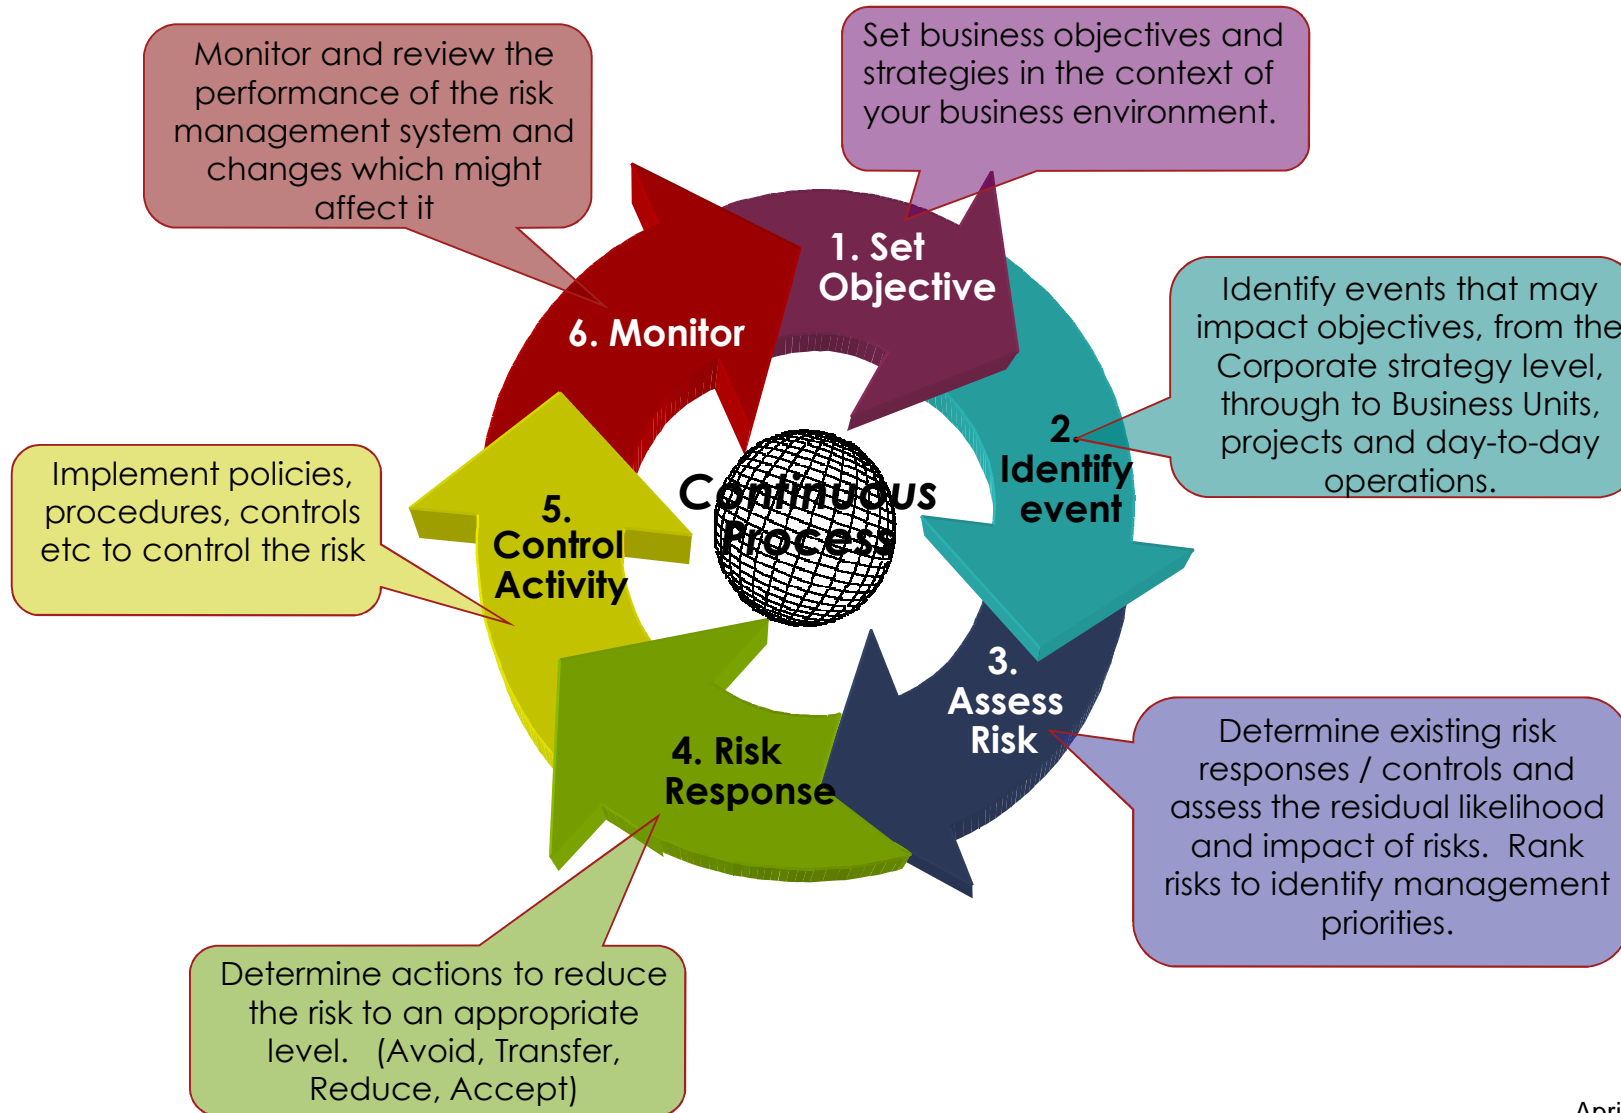 Set business objectives and
strategies in the context of
your business environment.
Monitor and review the
performance of the risk
management system and
changes which might
affect it
1. Set
Objective
6. Monitor
Identify events that may
impact objectives, from the
Corporate strategy level,
through to Business Units,
projects and day-to-day
operations.
2.
Identify
event
Continuous
Process
Implement policies,
procedures, controls
etc to control the risk
5.
Control
Activity
3.
Assess
Risk
4. Risk
Response
Determine existing risk
responses / controls and
assess the residual likelihood
and impact of risks.  Rank
risks to identify management
priorities.
Determine actions to reduce
the risk to an appropriate
level.   (Avoid, Transfer,
Reduce, Accept)